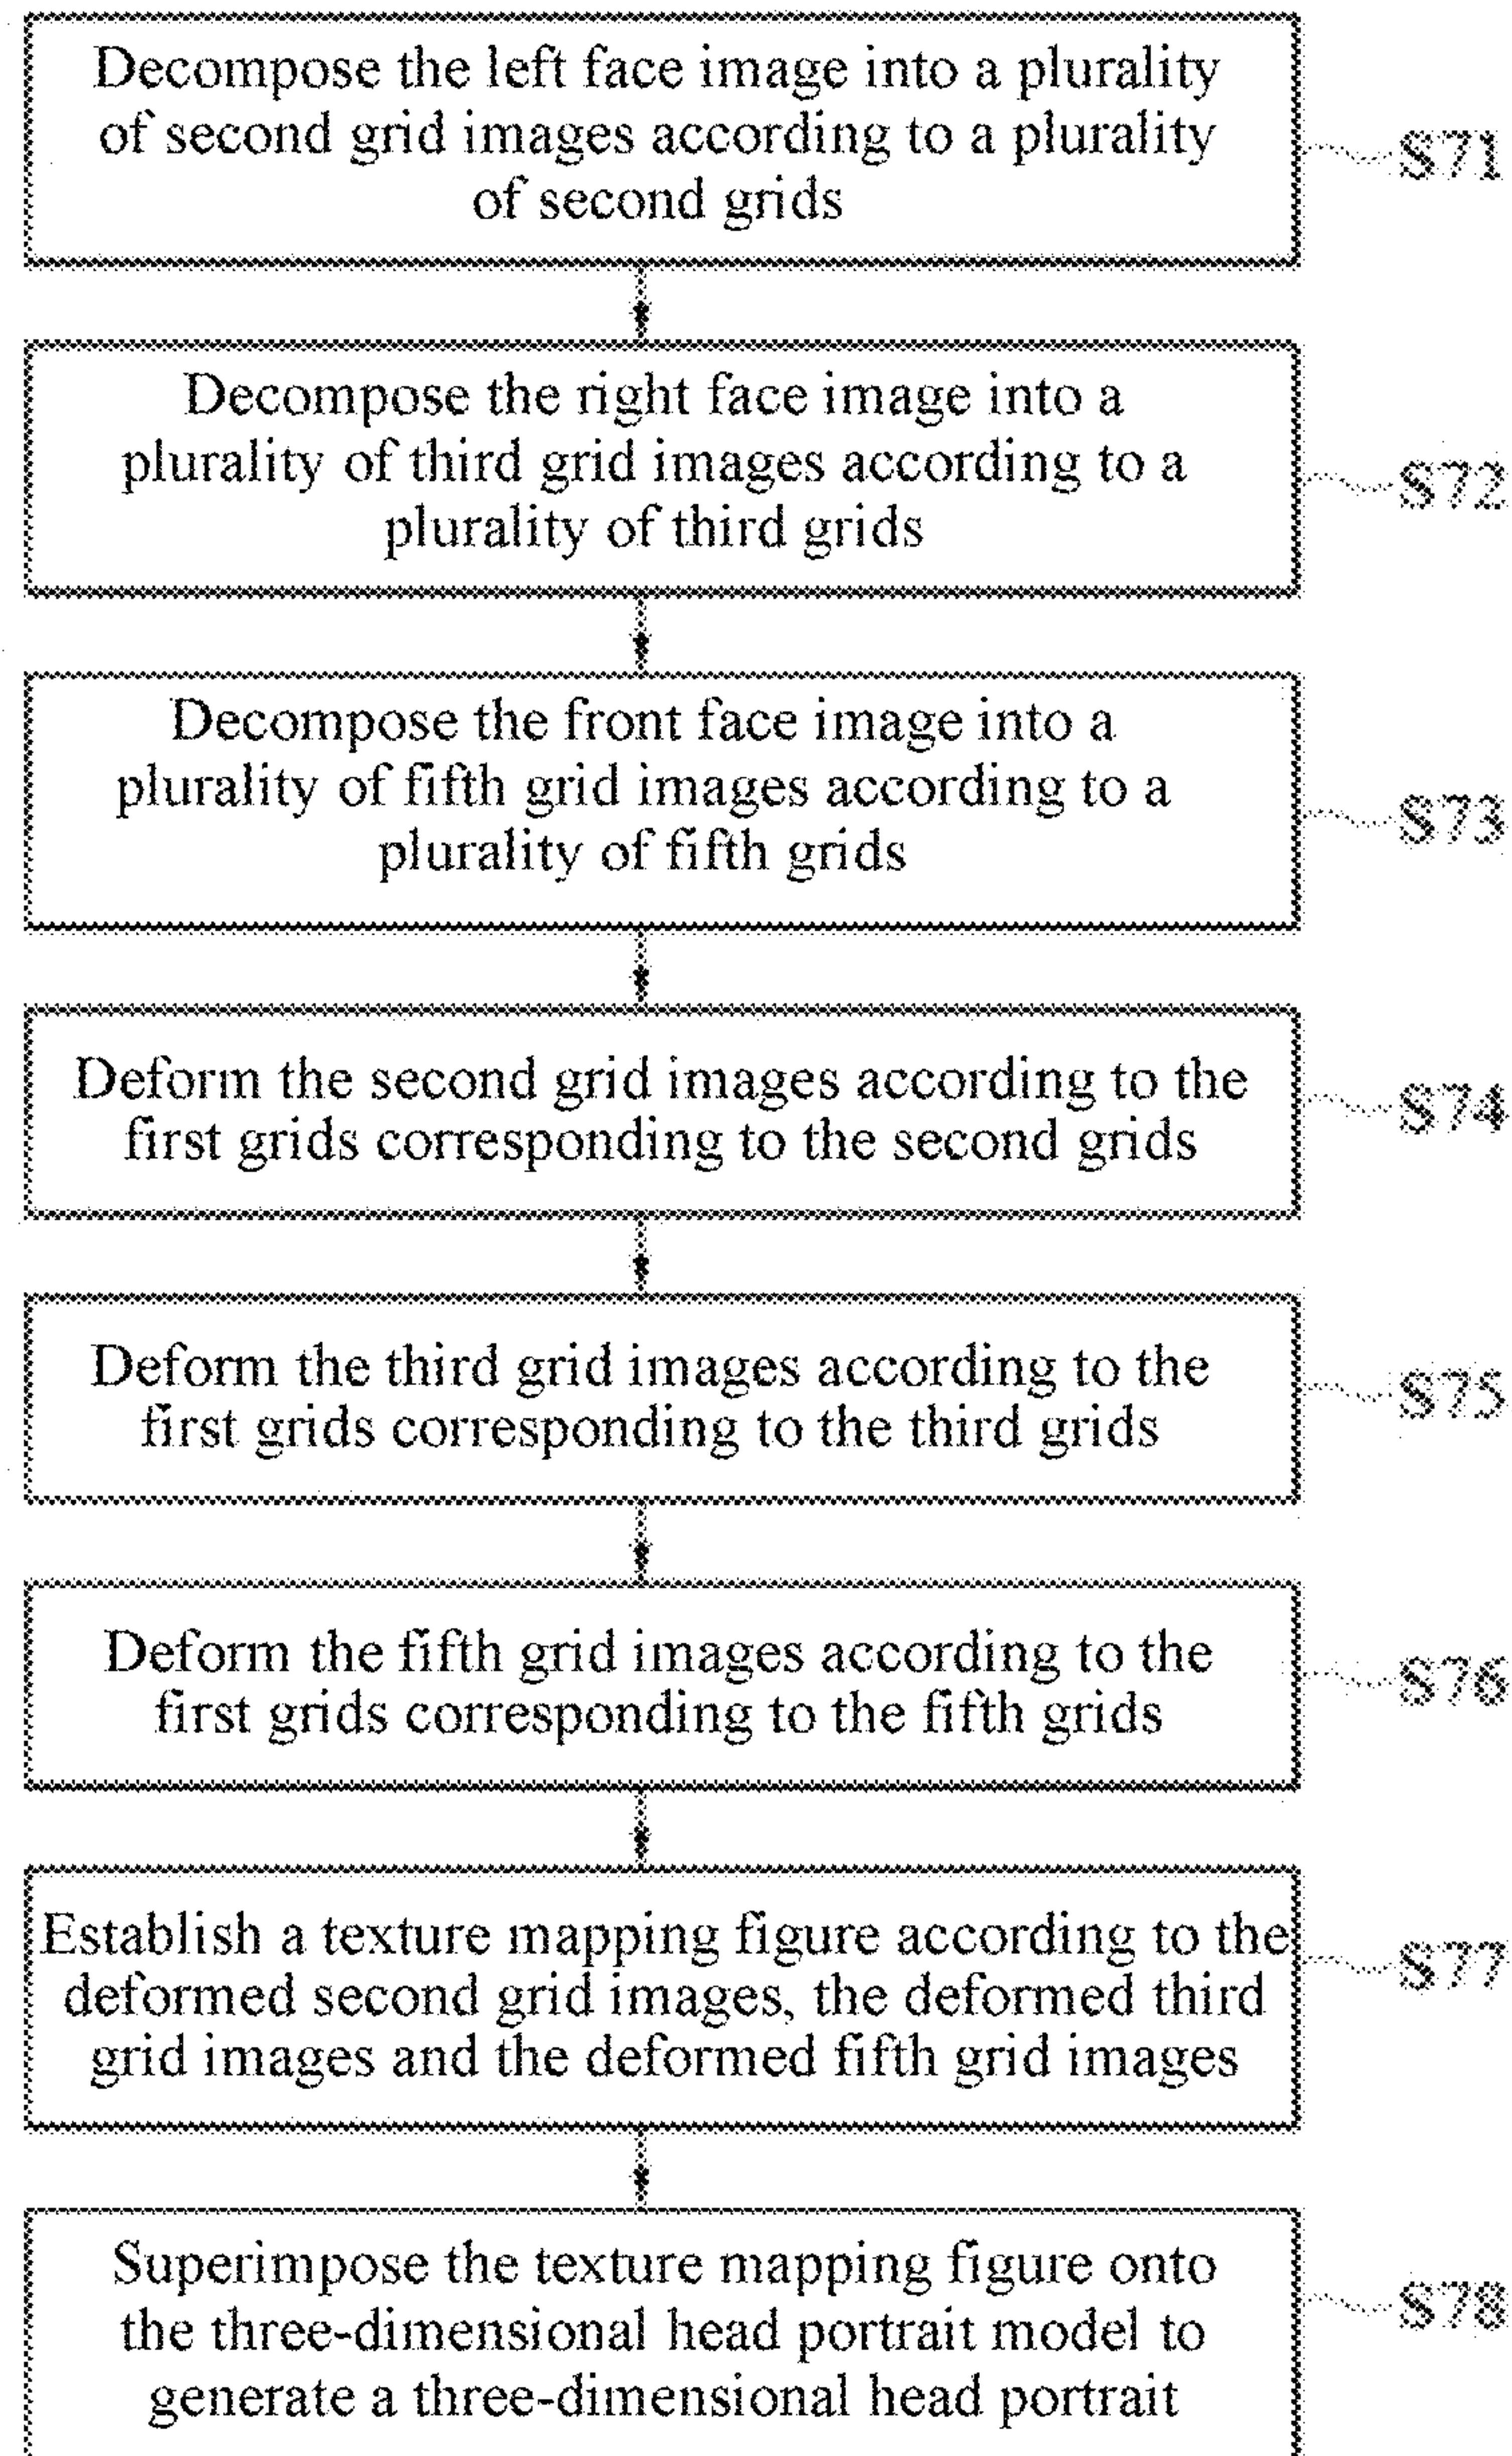 Decompose the left face image into a plurality
of second grid images according to a plurality
of second grids
S71
Decompose the right face image into a
plurality of third grid images according to a
plurality of third grids
S72
Decompose the front face image into a
plurality of fifth grid images according to a
plurality of fifth grids
S73
Deform the second grid images according to the
first grids corresponding to the second grids
S74
Deform the third grid images according to the
first grids corresponding to the third grids
S75
Deform the fifth grid images according to the
first grids corresponding to the fifth grids
S76
Establish a texture mapping figure according to the
deformed second grid images, the deformed third
grid images and the deformed fifth grid images
S77
Superimpose the texture mapping figure onto
the three-dimensional head portrait model to
generate a three-dimensional head portrait
S78